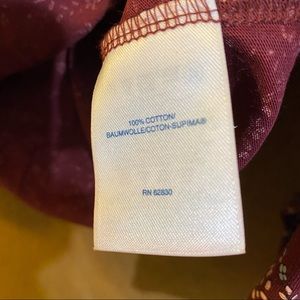 100% COTTON/
BAUMWOLLE/COTON-SUPIMA®
RN 62830